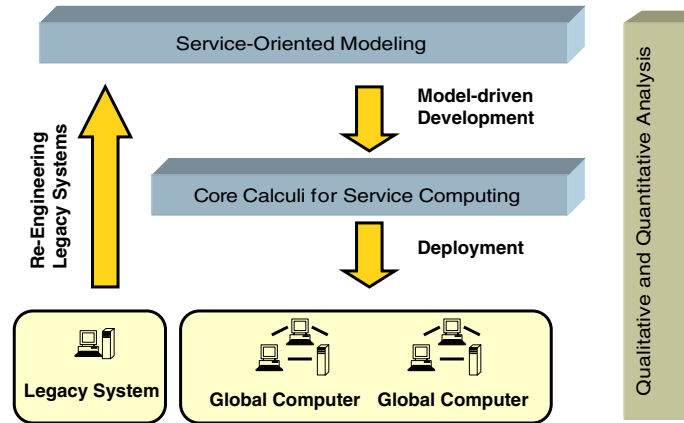 Service-Oriented Modeling
Model-driven
Development
Re-Engineering
Legacy Systems
Core Calculi for Service Computing
Deployment
Legacy System
Global Computer
Global Computer
Qualitative and Quantitative Analysis